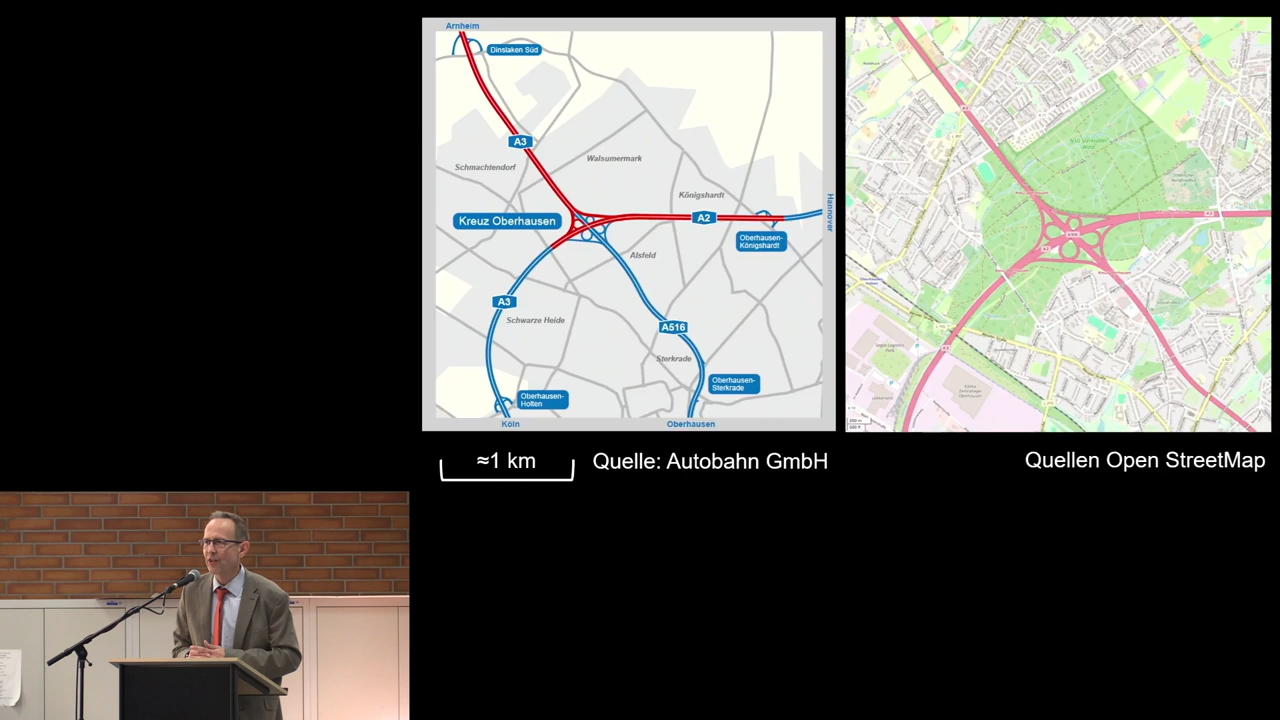 Arnheim
Dinslaken Süd
A3
Walsumermark
Schmachtendorf
Königshardt
Kreuz Oberhausen
A2
Hannover
Oberhausen-
Königshardt
Alsfeld
A3
Schwarze Heide
A516
Sterkrade
Oberhausen-
Sterkrade
Oberhausen-
Holten
Köln
Oberhausen
≈1 km
Quelle: Autobahn GmbH
Quellen Open StreetMap